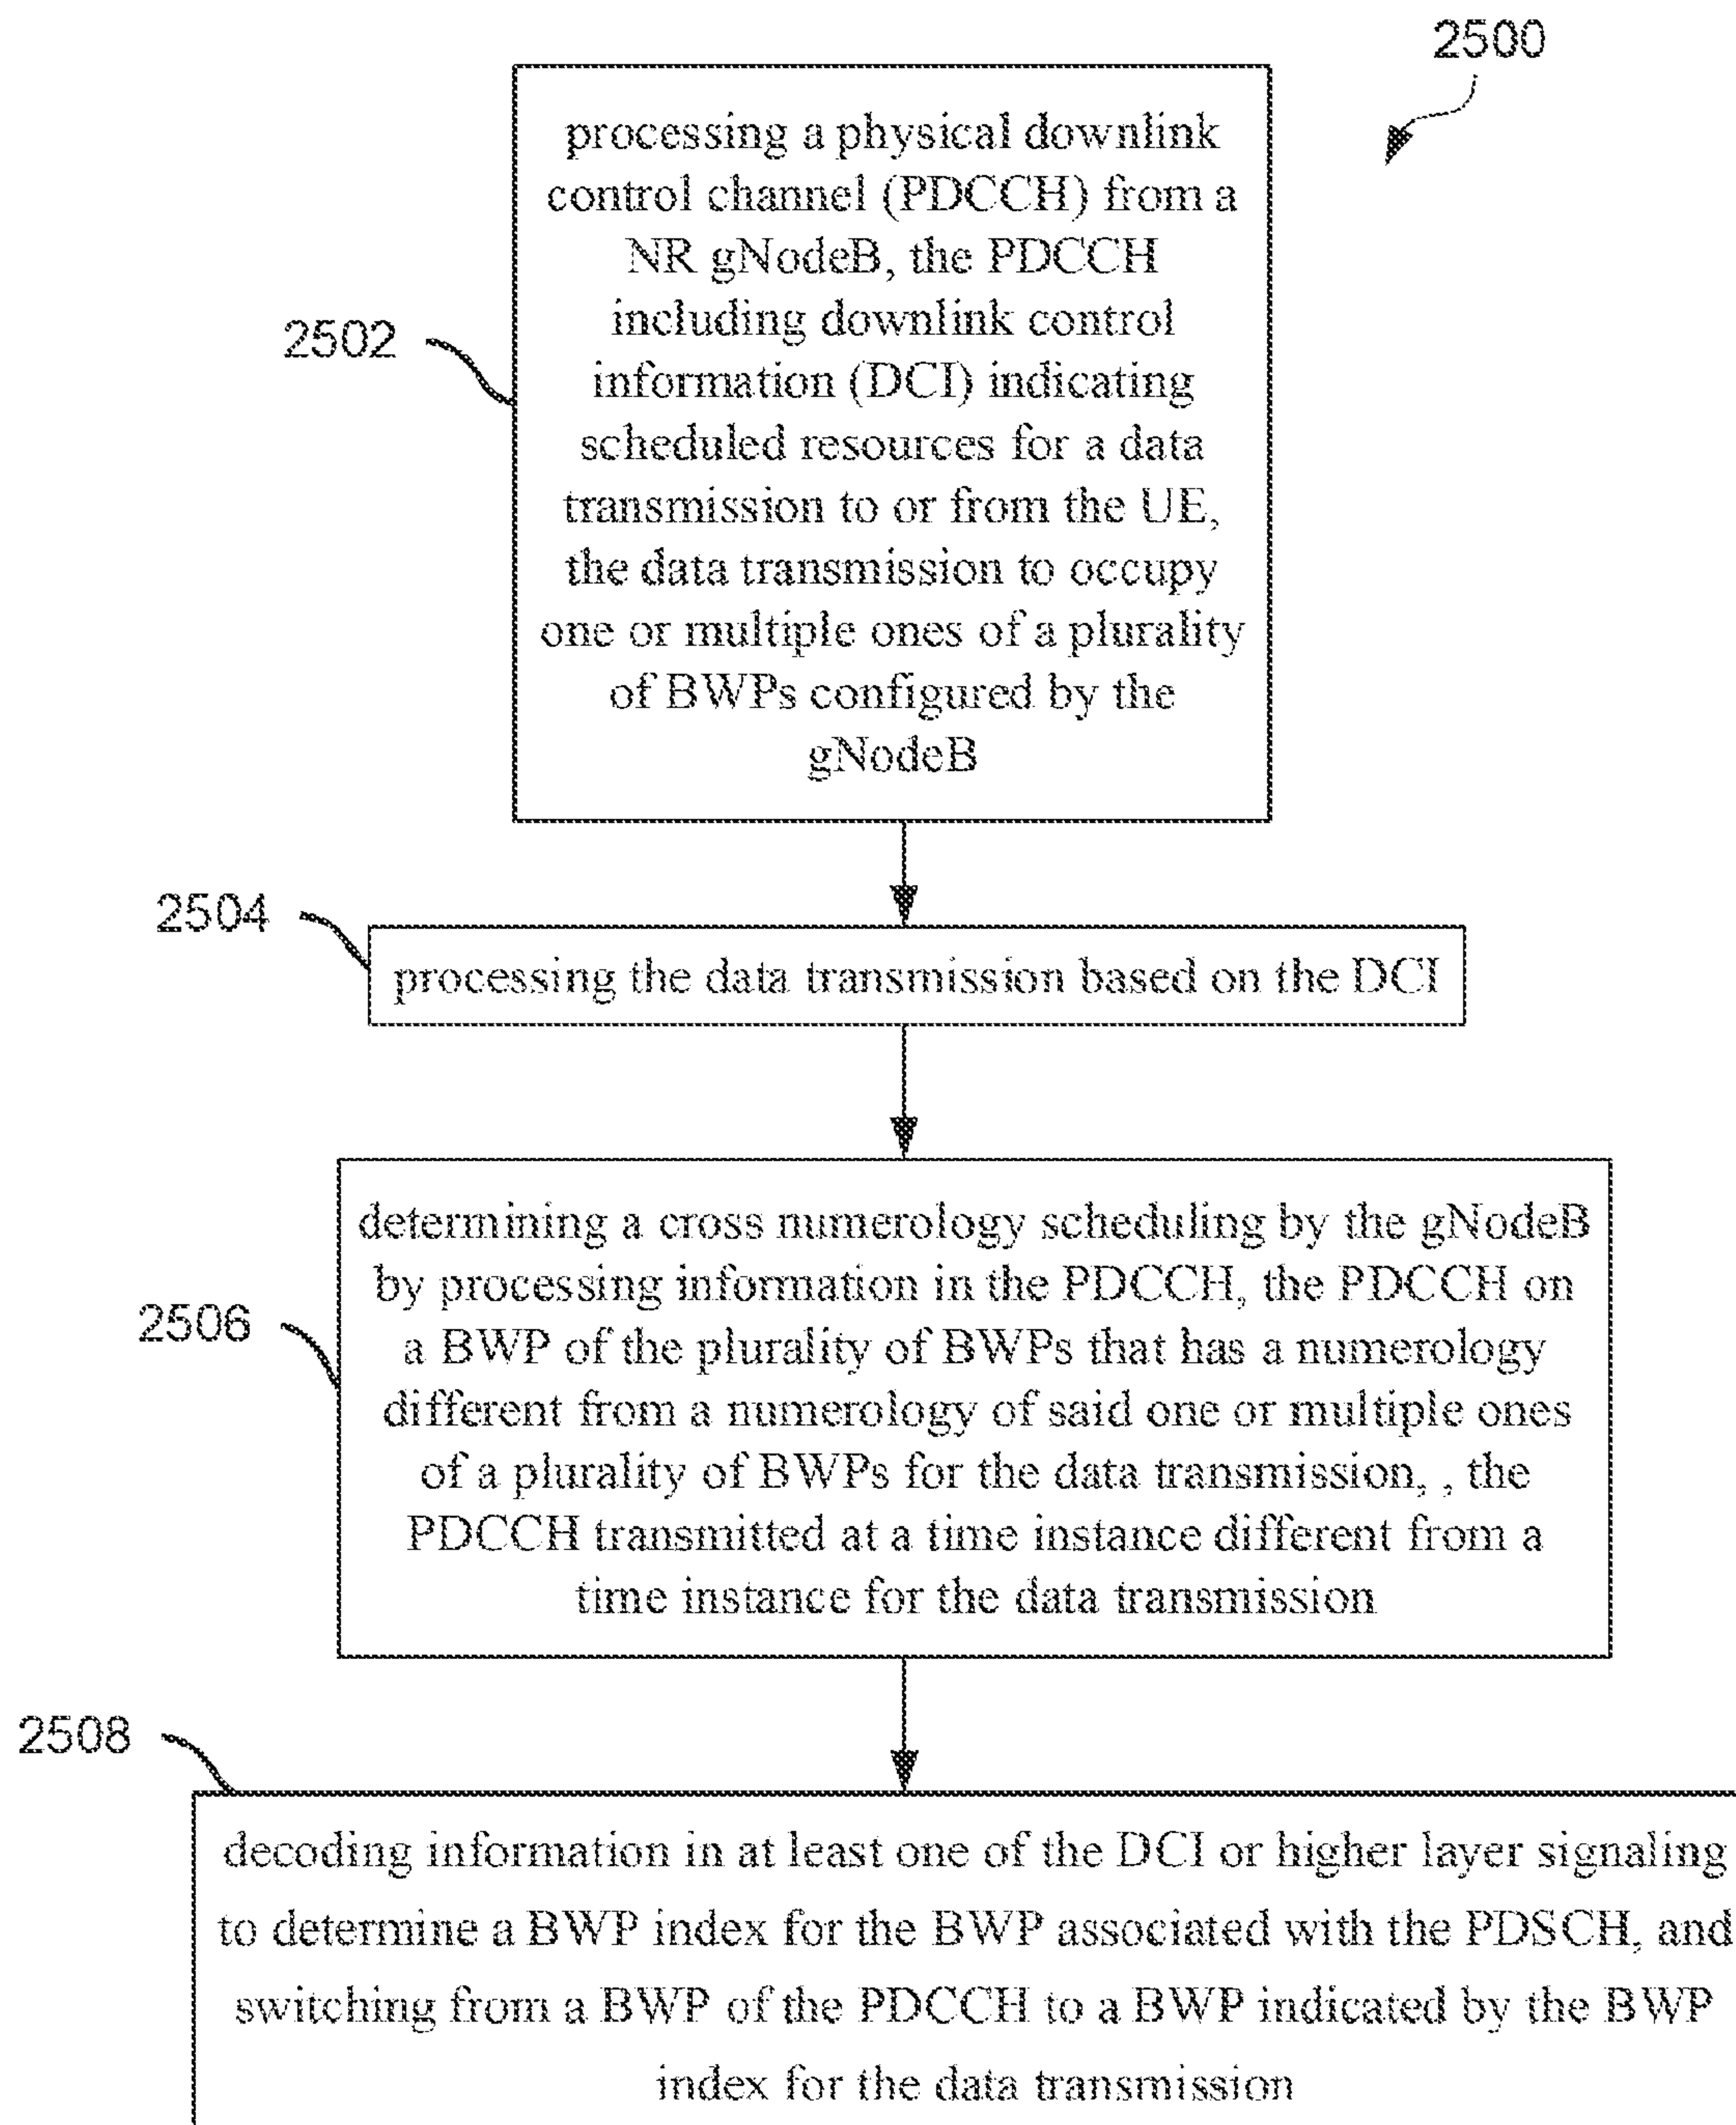 2500
processing a physical downlink
control channel (PDCCH) from a
NR gNodeB, the PDCCH
including downlink control
information (DCI) indicating
scheduled resources for a data
transmission to or from the UE,
the data transmission to occupy
one or multiple ones of a plurality
of BWPs configured by the
gNodeB
2502
2504
processing the data transmission based on the DCI
determining a cross numerology scheduling by the gNodeB
by processing information in the PDCCH, the PDCCH on
a BWP of the plurality of BWPs that has a numerology
different from a numerology of said one or multiple ones
of a plurality of BWPs for the data transmission, , the
PDCCH transmitted at a time instance different from a
time instance for the data transmission
2506
2508
decoding information in at least one of the DCI or higher layer signaling
to determine a BWP index for the BWP associated with the PDSCH, and
switching from a BWP of the PDCCH to a BWP indicated by the BWP
index for the data transmission